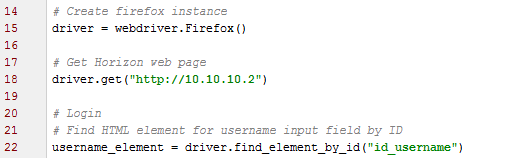 14 # Create firefox instance
15 driver = webdriver.Firefox()
16
17 # Get Horizon web page
18 driver.get("http://10.10.10.2")
19
20 # Login
21 # Find HTML element for username input field by ID
22 username_element = driver.find_element_by_id("id_username")